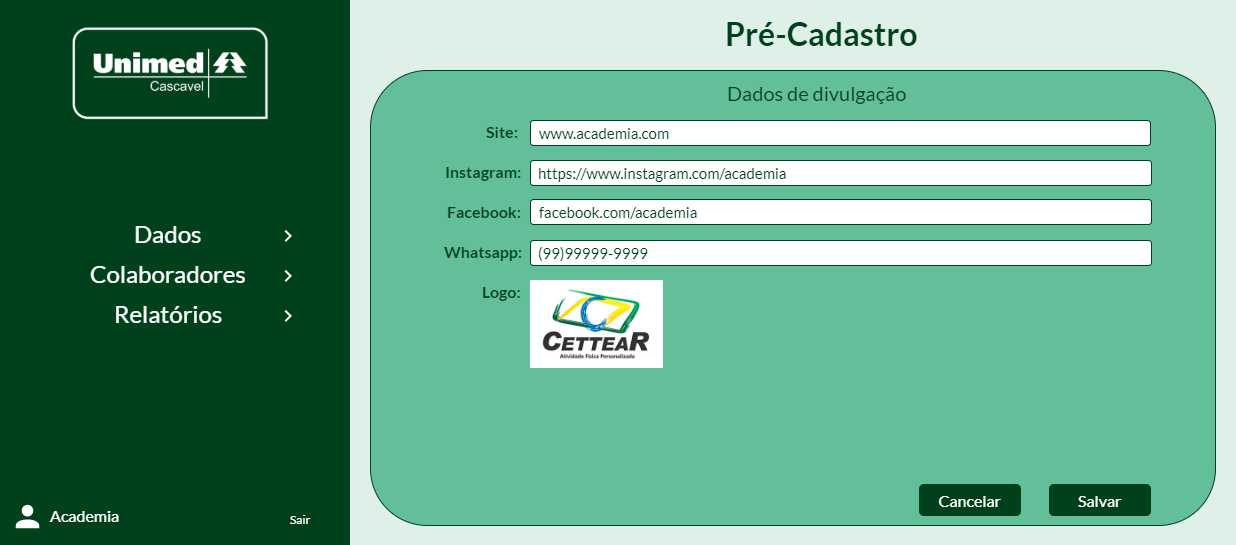 Unimed
Cascavel
Dados
Colaboradores
Relatórios
Academia
Sair
Pré-Cadastro
Dados de divulgação
Site: www.academia.com
Instagram: https://www.instagram.com/academia
Facebook: facebook.com/academia
Whatsapp: (99)99999-9999
Logo:
CETTEAR
Atividade Física Personalizada
Cancelar
Salvar